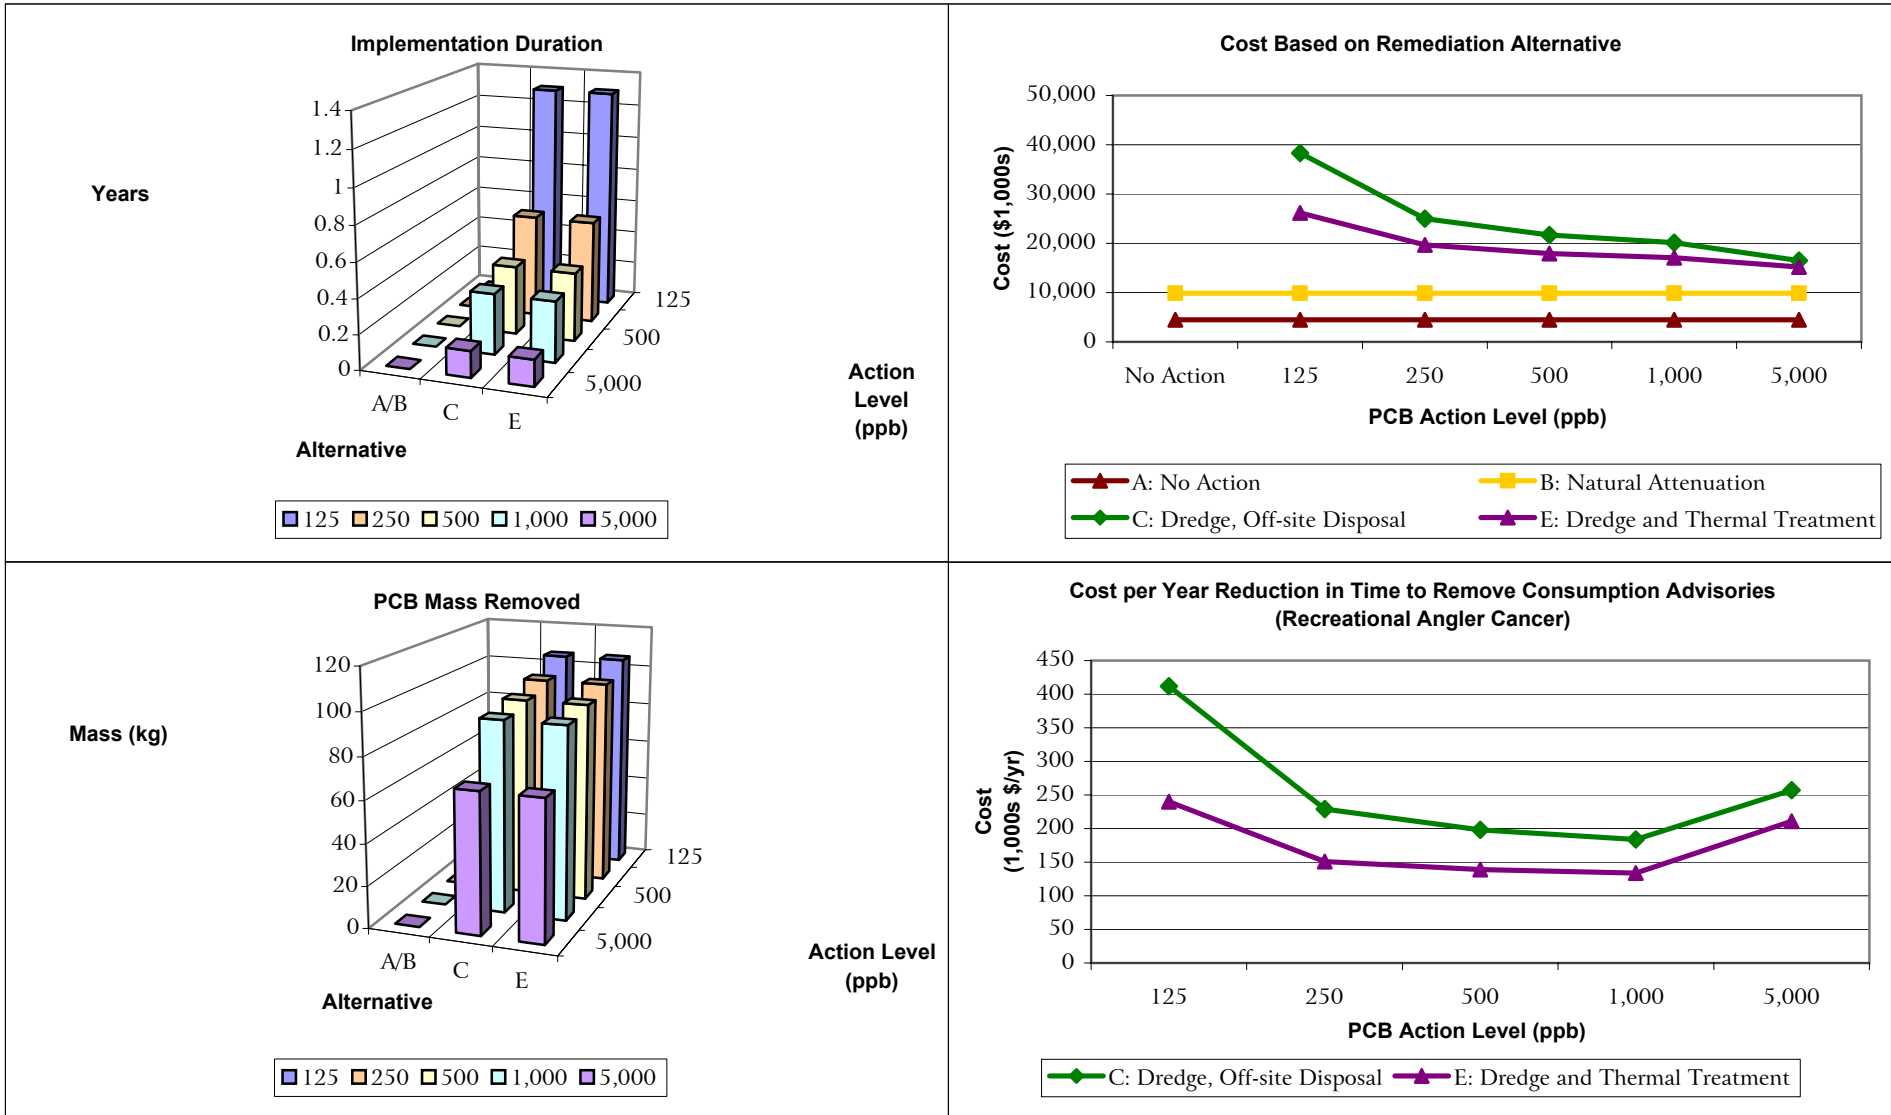 Implementation Duration
Years
1.4
1.2
1
0.8
0.6
0.4
0.2
0
A/B
C
E
125
500
5,000
Alternative
Action
Level
(ppb)
125 250 500 1,000 5,000
Cost Based on Remediation Alternative
Cost ($1,000s)
50,000
40,000
30,000
20,000
10,000
0
No Action 125 250 500 1,000 5,000
PCB Action Level (ppb)
A: No Action B: Natural Attenuation
C: Dredge, Off-site Disposal E: Dredge and Thermal Treatment
PCB Mass Removed
Mass (kg)
120
100
80
60
40
20
0
A/B
C
E
125
500
5,000
Alternative
Action Level
(ppb)
125 250 500 1,000 5,000
Cost per Year Reduction in Time to Remove Consumption Advisories
(Recreational Angler Cancer)
Cost
(1,000s $/yr)
450
400
350
300
250
200
150
100
50
0
125 250 500 1,000 5,000
PCB Action Level (ppb)
C: Dredge, Off-site Disposal E: Dredge and Thermal Treatment